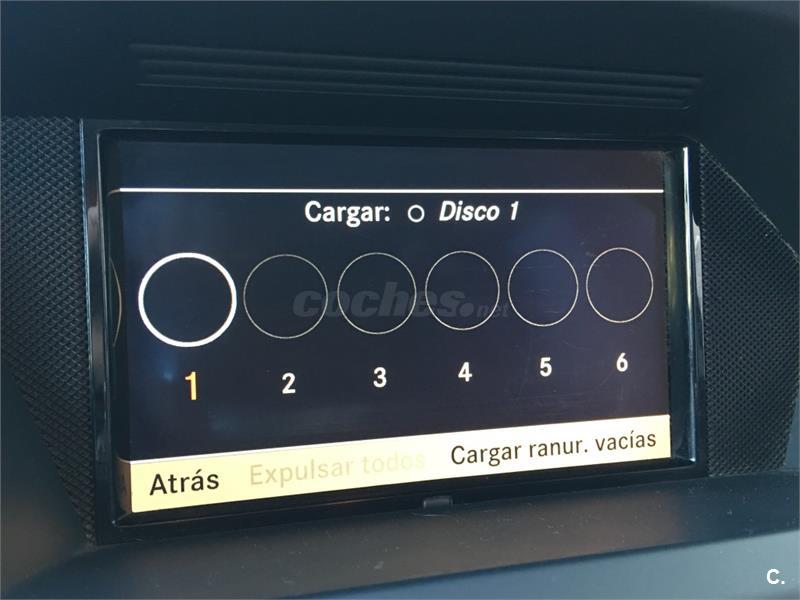 Cargar: Disco 1
coches.net
1 2 3 4 5 6
Atrás Expulsar todos Cargar ranur. vacías
C.